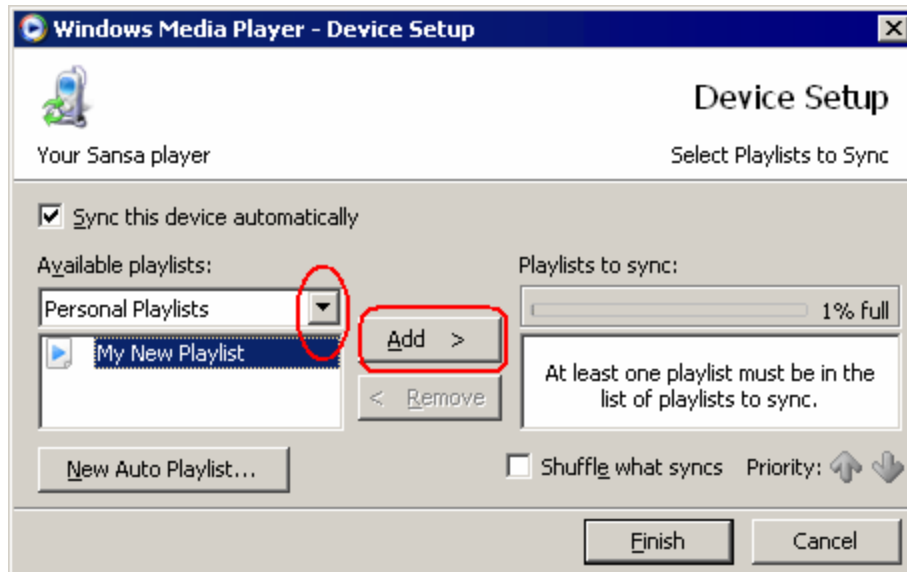 Windows Media Player - Device Setup
Device Setup
Your Sansa player
Select Playlists to Sync
Sync this device automatically
Available playlists:
Personal Playlists
My New Playlist
New Auto Playlist...
Add >
< Remove
Playlists to sync:
1% full
At least one playlist must be in the
list of playlists to sync.
Shuffle what syncs
Priority:
Finish
Cancel